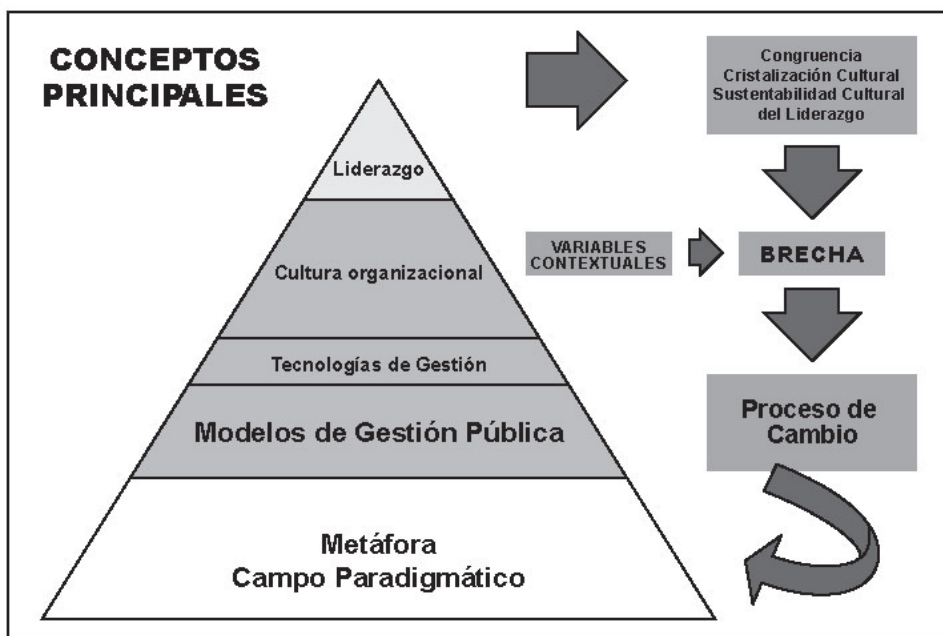 CONCEPTOS
PRINCIPALES
Liderazgo
Cultura organizacional
Tecnologías de Gestión
Modelos de Gestión Pública
Metáfora
Campo Paradigmático
Congruencia
Cristalización Cultural
Sustentabilidad Cultural
del Liderazgo
VARIABLES
CONTEXTUALES
BRECHA
Proceso de
Cambio